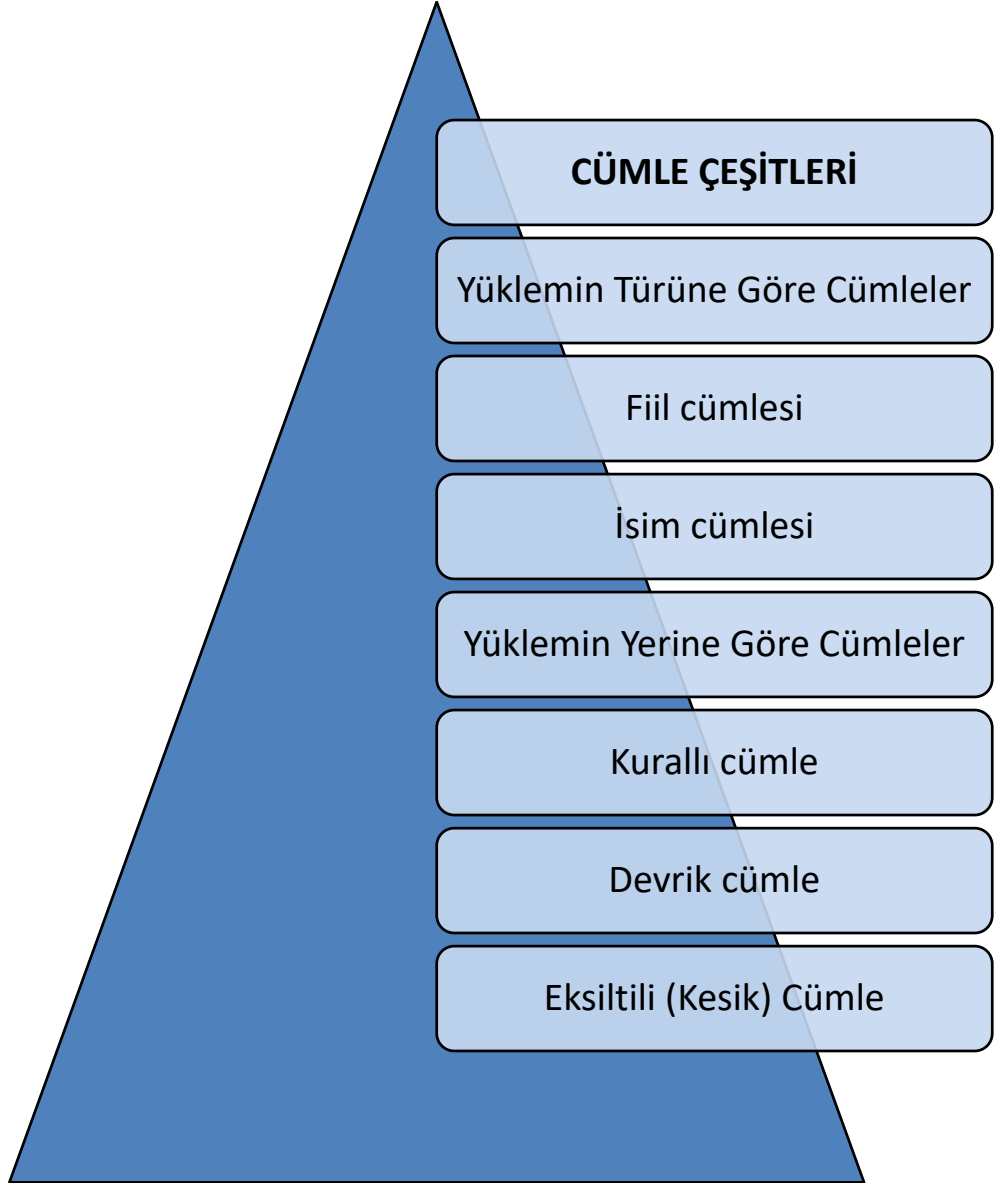 CÜMLE ÇEŞİTLERİ
Yüklemin Türüne Göre Cümleler
Fiil cümlesi
İsim cümlesi
Yüklemin Yerine Göre Cümleler
Kurallı cümle
Devrik cümle
Eksiltili (Kesik) Cümle